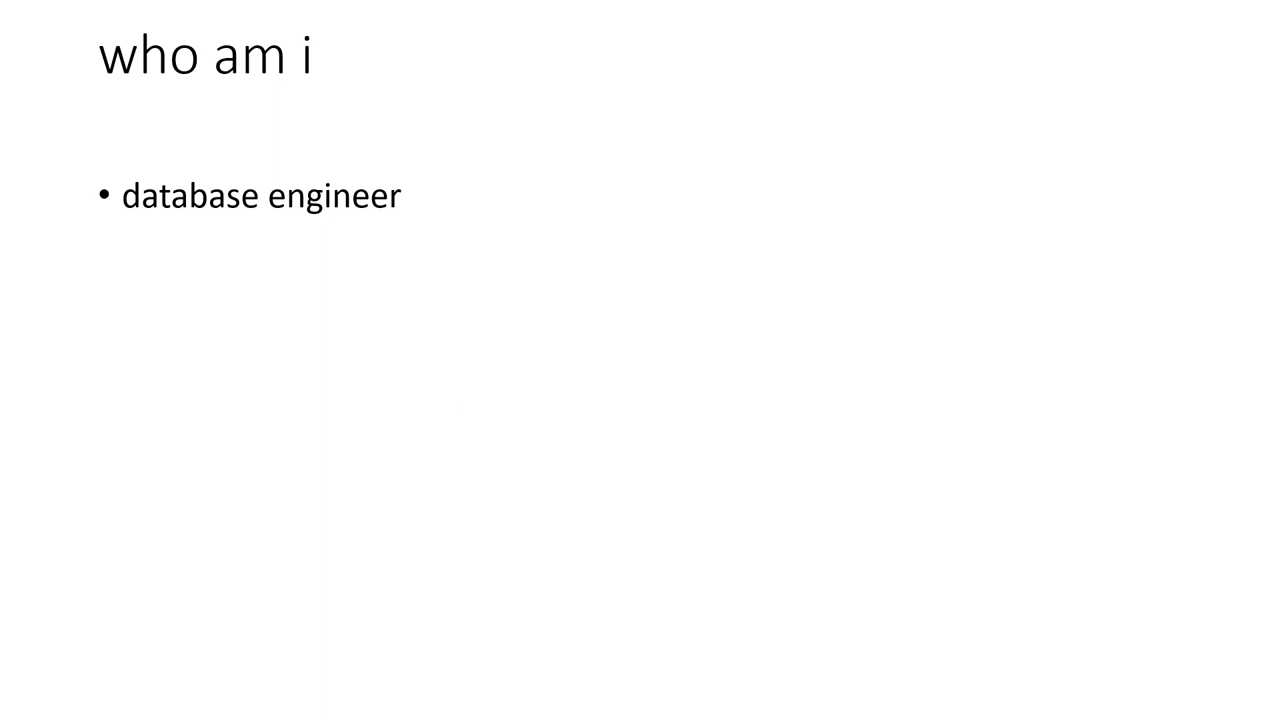 who am i
• database engineer